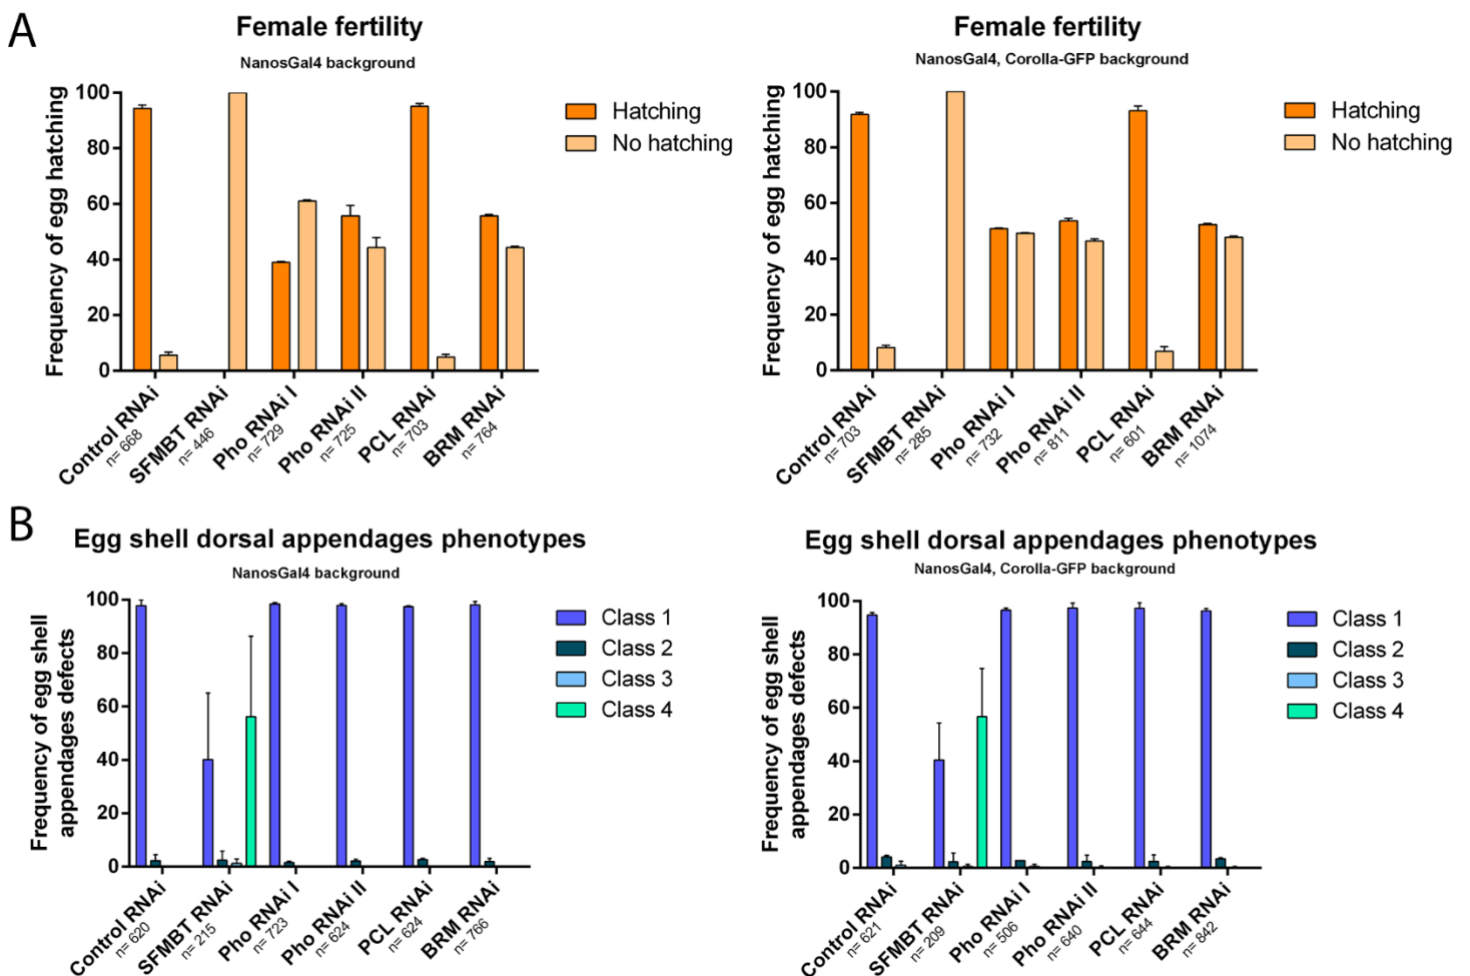 A
Female fertility
NanosGal4 background
Frequency of egg hatching
100
80
60
40
20
0
Hatching
No hatching
Control RNAi
n= 668
SFMBT RNAi
n= 446
Pho RNAi I
n= 729
Pho RNAi II
n= 725
PCL RNAi
n= 703
BRM RNAi
n= 764
Female fertility
NanosGal4, Corolla-GFP background
Frequency of egg hatching
100
80
60
40
20
0
Hatching
No hatching
Control RNAi
n= 703
SFMBT RNAi
n= 285
Pho RNAi I
n= 732
Pho RNAi II
n= 811
PCL RNAi
n= 601
BRM RNAi
n= 1074
B
Egg shell dorsal appendages phenotypes
NanosGal4 background
Frequency of egg shell
appendages defects
100
80
60
40
20
0
Class 1
Class 2
Class 3
Class 4
Control RNAi
n= 620
SFMBT RNAi
n= 215
Pho RNAi I
n= 723
Pho RNAi II
n= 624
PCL RNAi
n= 624
BRM RNAi
n= 766
Egg shell dorsal appendages phenotypes
NanosGal4, Corolla-GFP background
Frequency of egg shell
appendages defects
100
80
60
40
20
0
Class 1
Class 2
Class 3
Class 4
Control RNAi
n= 621
SFMBT RNAi
n= 209
Pho RNAi I
n= 506
Pho RNAi II
n= 640
PCL RNAi
n= 644
BRM RNAi
n= 842